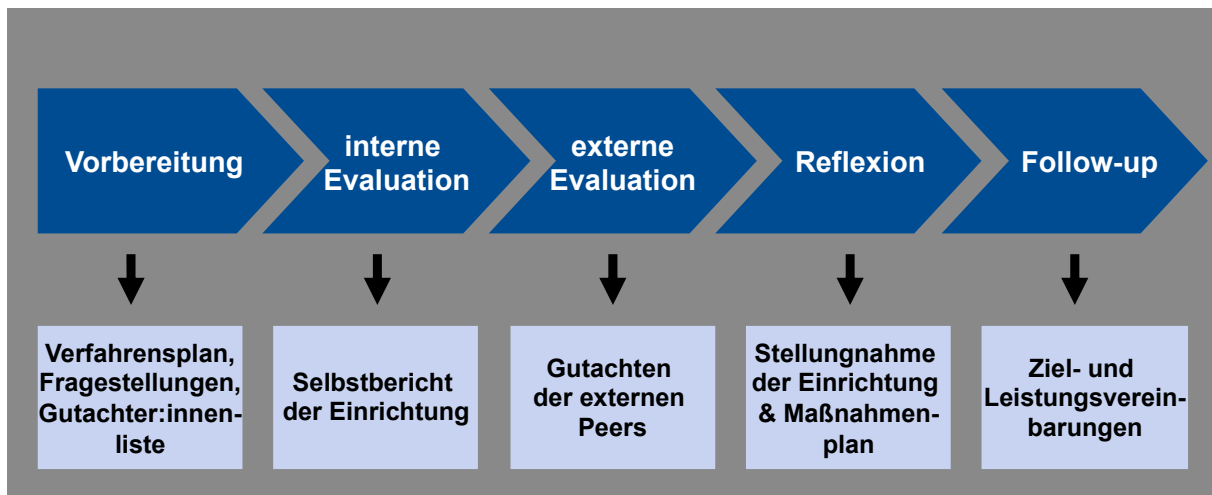 Vorbereitung
interne
Evaluation
externe
Evaluation
Reflexion
Follow-up
Verfahrensplan,
Fragestellungen,
Gutachter:innen-
liste
Selbstbericht
der Einrichtung
Gutachten
der externen
Peers
Stellungnahme
der Einrichtung
& Maßnahmen-
plan
Ziel- und
Leistungsverein-
barungen